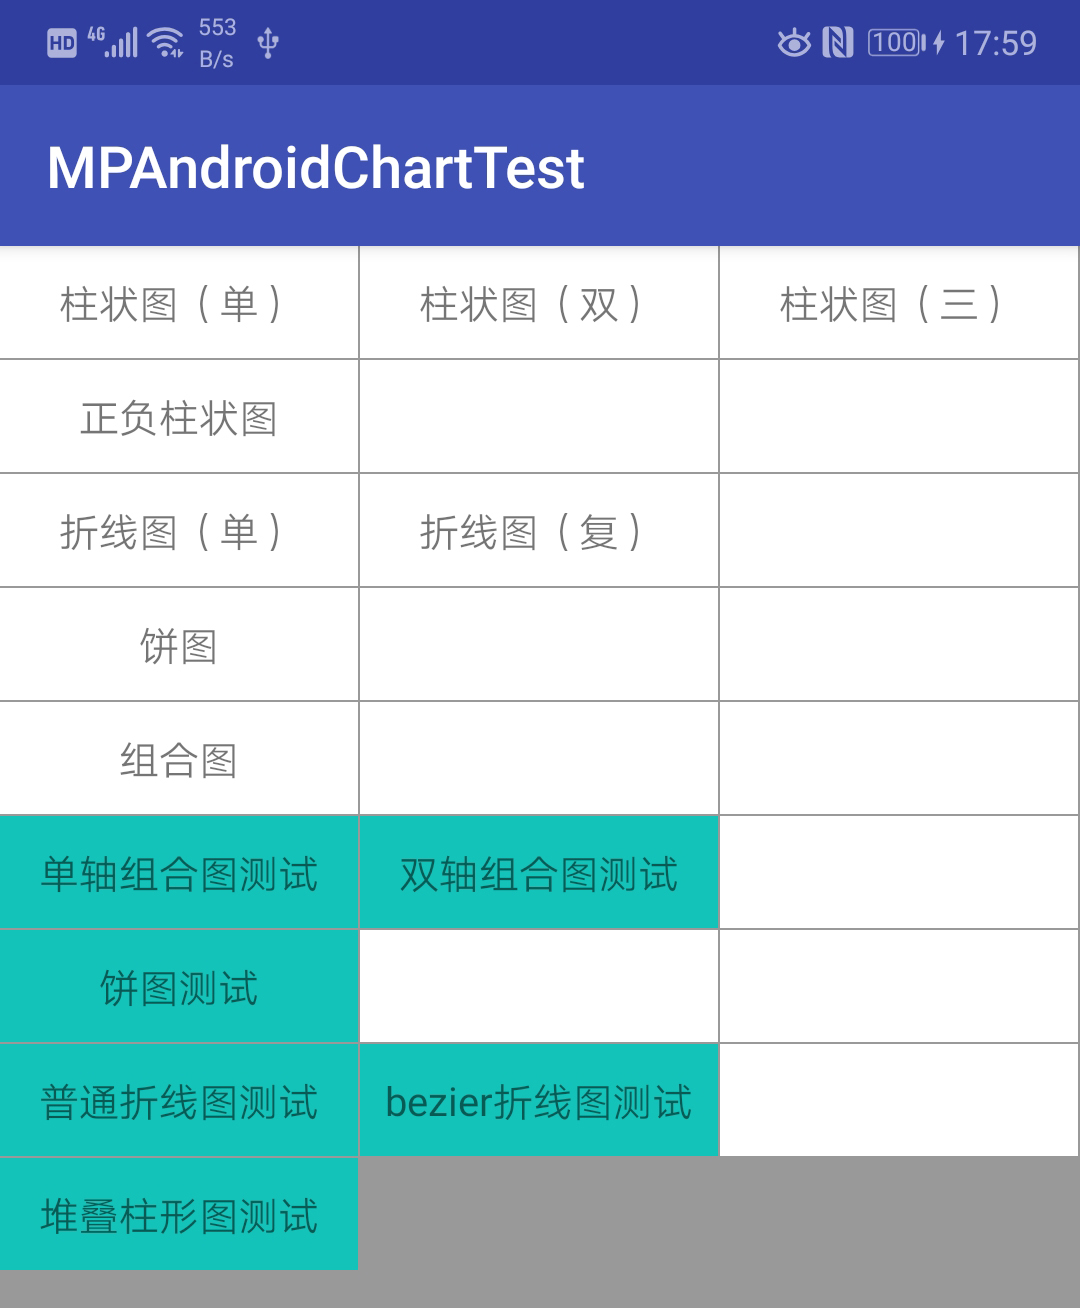 HD 4G 553 B/s 100 17:59
MPAndroidChartTest
柱状图（单） 柱状图（双） 柱状图（三）
正负柱状图
折线图（单） 折线图（复）
饼图
组合图
单轴组合图测试 双轴组合图测试
饼图测试
普通折线图测试 bezier折线图测试
堆叠柱形图测试